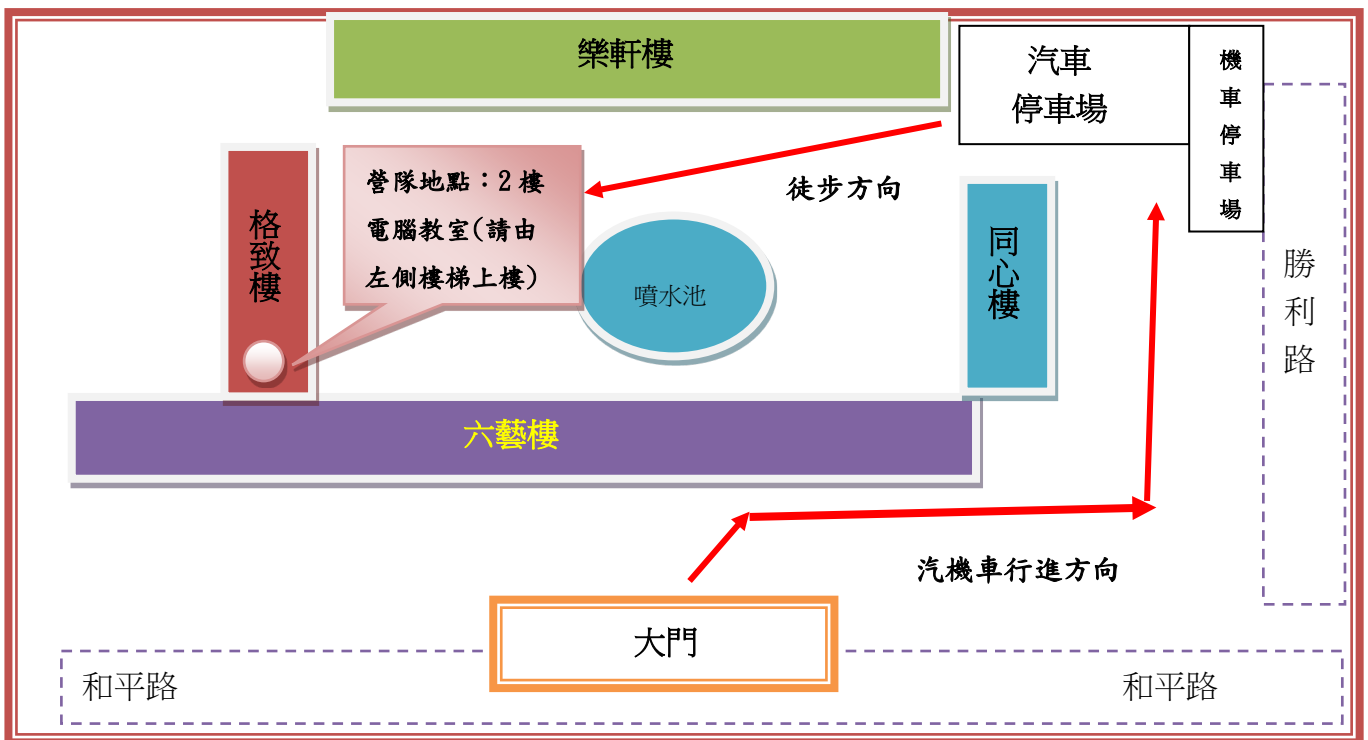 樂軒樓
汽車
停車場
機車停車場
營隊地點：2樓
電腦教室(請由
左側樓梯上樓)
徒步方向
格致樓
噴水池
同心樓
勝利路
六藝樓
汽機車行進方向
大門
和平路
和平路